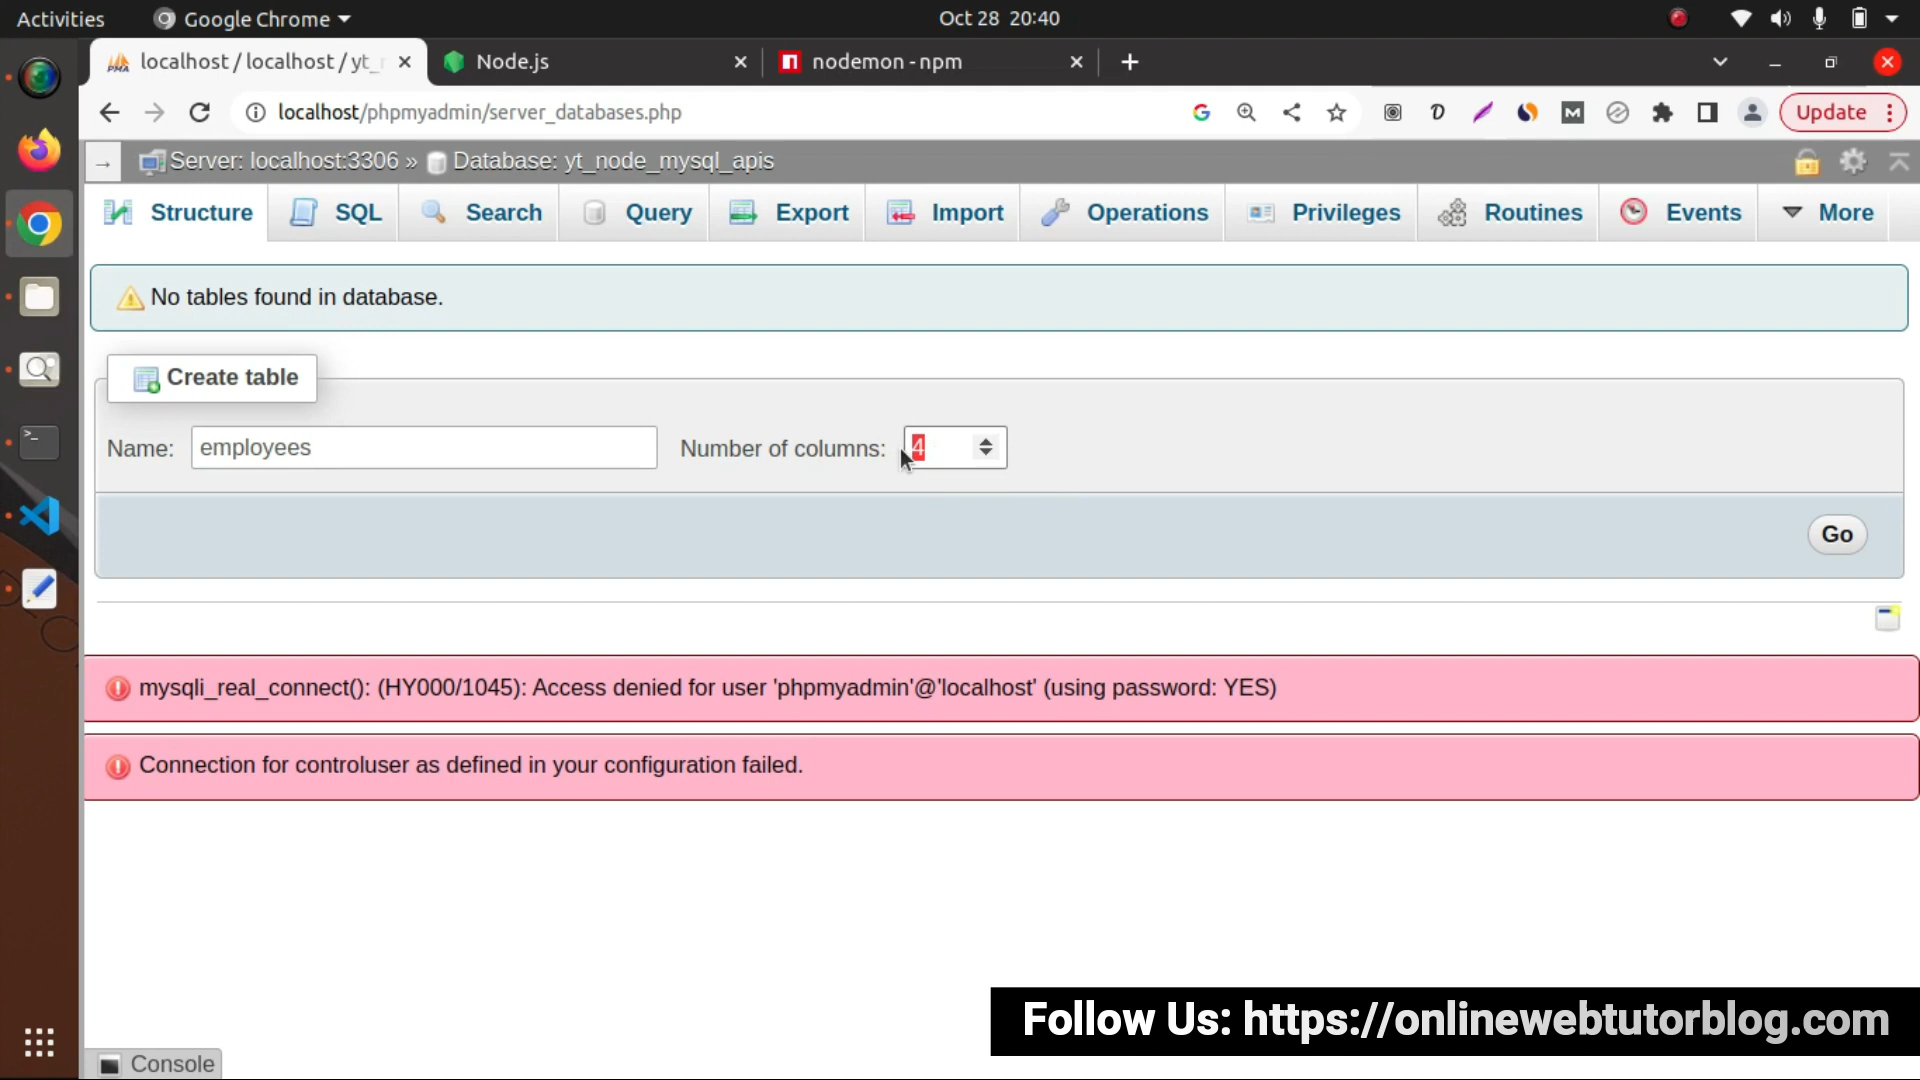 Activities Google Chrome Oct 28 20:40
localhost / localhost / yt_ Node.js nodemon - npm
localhost/phpmyadmin/server_databases.php Update
Server: localhost:3306 » Database: yt_node_mysql_apis
Structure SQL Search Query Export Import Operations Privileges Routines Events More
No tables found in database.
Create table
Name: employees Number of columns: 4
Go
mysqli_real_connect(): (HY000/1045): Access denied for user 'phpmyadmin'@'localhost' (using password: YES)
Connection for controluser as defined in your configuration failed.
Follow Us: https://onlinewebtutorblog.com
Console